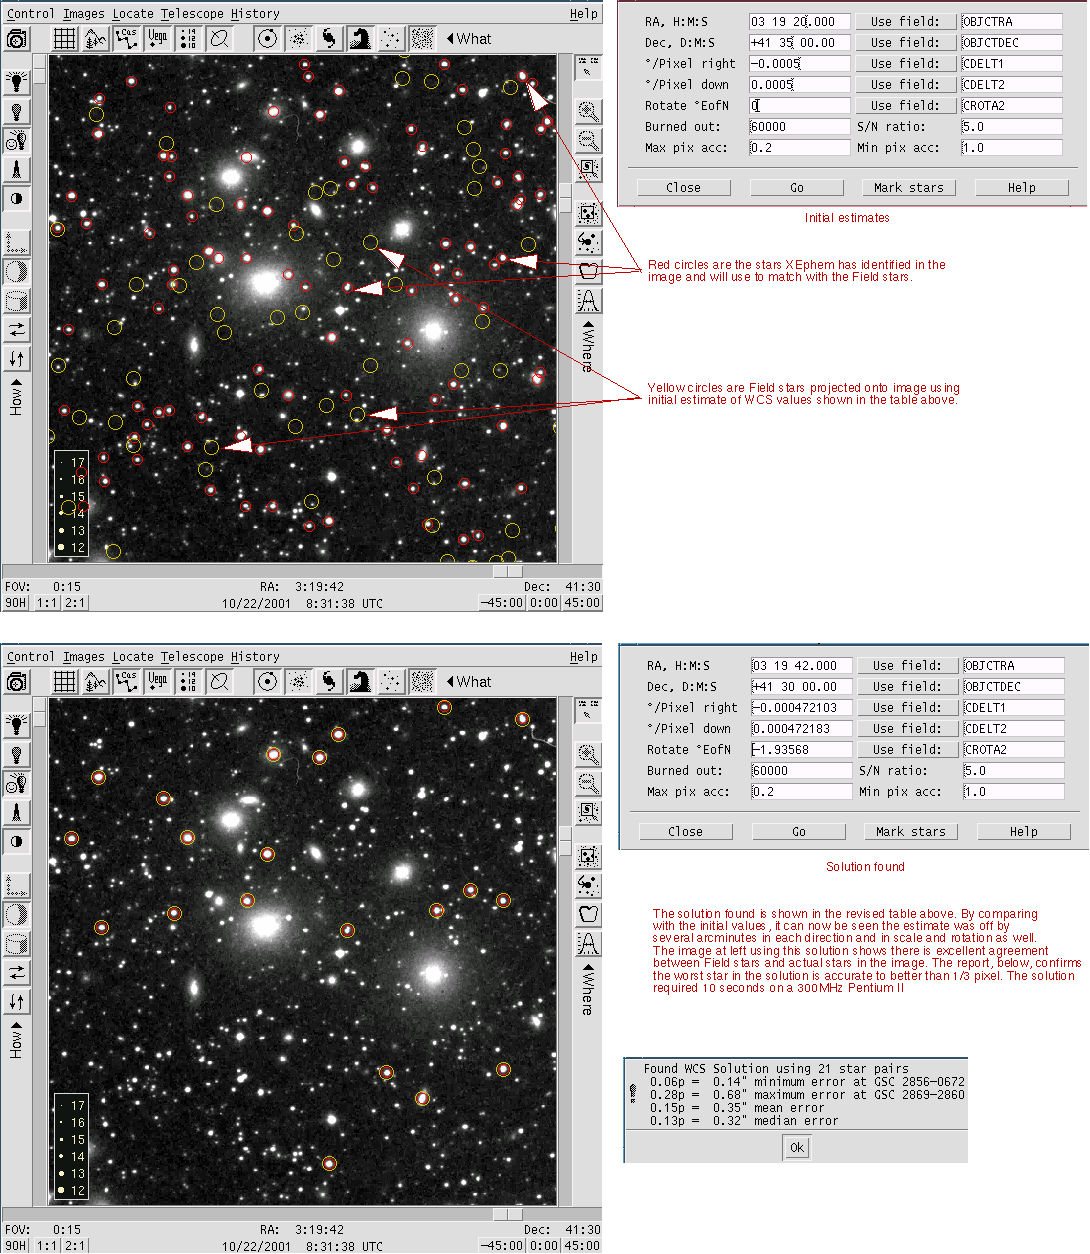 Control Images Locate Telescope History Help
Cas Vega 14 12 10 What
How
Where
17
16
15
14
13
12
FOV: 0:15 RA: 3:19:42 Dec: 41:30
90H 1:1 2:1 10/22/2001 8:31:38 UTC −45:00 0:00 45:00
RA, H:M:S 03 19 20.000 Use field: OBJCTRA
Dec, D:M:S +41 35 00.00 Use field: OBJCTDEC
°/Pixel right −0.0005 Use field: CDELT1
°/Pixel down 0.0005 Use field: CDELT2
Rotate °EofN 0 Use field: CROTA2
Burned out: 60000 S/N ratio: 5.0
Max pix acc: 0.2 Min pix acc: 1.0
Close Go Mark stars Help
Initial estimates
Red circles are the stars XEphem has identified in the
image and will use to match with the Field stars.
Yellow circles are Field stars projected onto image using
initial estimate of WCS values shown in the table above.
Control Images Locate Telescope History Help
Cas Vega 14 12 10 What
How
Where
17
16
15
14
13
12
FOV: 0:15 RA: 3:19:42 Dec: 41:30
90H 1:1 2:1 10/22/2001 8:31:38 UTC −45:00 0:00 45:00
RA, H:M:S 03 19 42.000 Use field: OBJCTRA
Dec, D:M:S +41 30 00.00 Use field: OBJCTDEC
°/Pixel right −0.000472103 Use field: CDELT1
°/Pixel down 0.000472183 Use field: CDELT2
Rotate °EofN −1.93568 Use field: CROTA2
Burned out: 60000 S/N ratio: 5.0
Max pix acc: 0.2 Min pix acc: 1.0
Close Go Mark stars Help
Solution found
The solution found is shown in the revised table above. By comparing
with the initial values, it can now be seen the estimate was off by
several arcminutes in each direction and in scale and rotation as well.
The image at left using this solution shows there is excellent agreement
between Field stars and actual stars in the image. The report, below, confirms
the worst star in the solution is accurate to better than 1/3 pixel. The solution
required 10 seconds on a 300MHz Pentium II
Found WCS Solution using 21 star pairs
0.06p = 0.14" minimum error at GSC 2856−0672
0.28p = 0.68" maximum error at GSC 2869−2860
0.15p = 0.35" mean error
0.13p = 0.32" median error
Ok